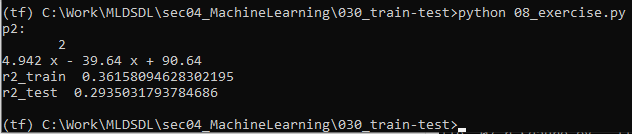 (tf) C:\Work\MLDSDL\sec04_MachineLearning\030_train-test>python 08_exercise.py
p2:
       2
4.942 x - 39.64 x + 90.64
r2_train  0.36158094628302195
r2_test  0.2935031793784686
(tf) C:\Work\MLDSDL\sec04_MachineLearning\030_train-test>